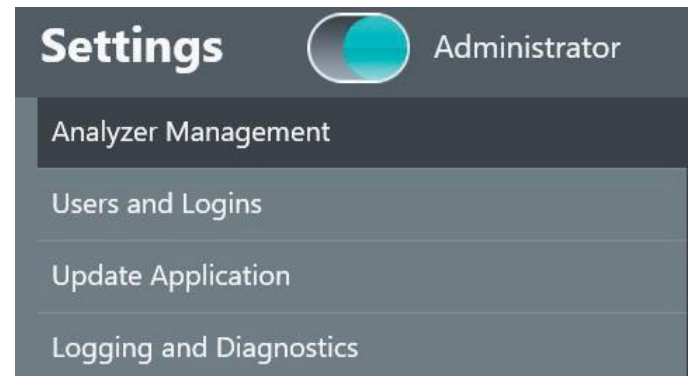 Settings Administrator
Analyzer Management
Users and Logins
Update Application
Logging and Diagnostics